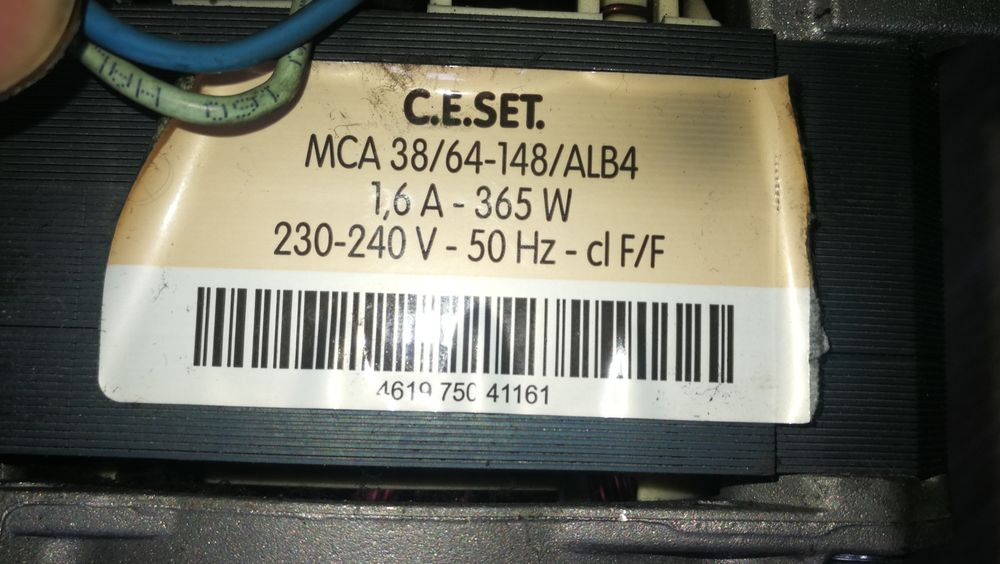 C.E.SET.
MCA 38/64-148/ALB4
1,6 A - 365 W
230-240 V - 50 Hz - cl F/F
4619 750 41161